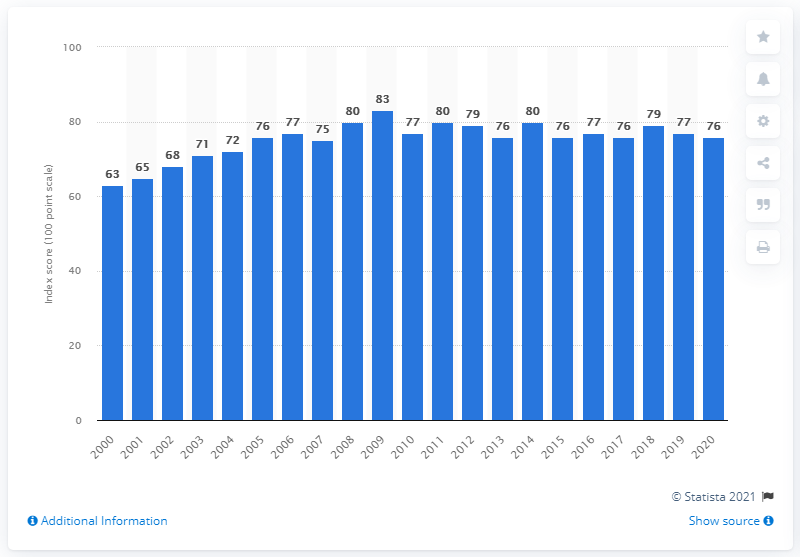 100
80
60
40
20
0
Index score (100 point scale)
63 65 68 71 72 76 77 75 80 83 77 80 79 76 80 76 77 76 79 77 76
2000 2001 2002 2003 2004 2005 2006 2007 2008 2009 2010 2011 2012 2013 2014 2015 2016 2017 2018 2019 2020
© Statista 2021
Additional Information
Show source